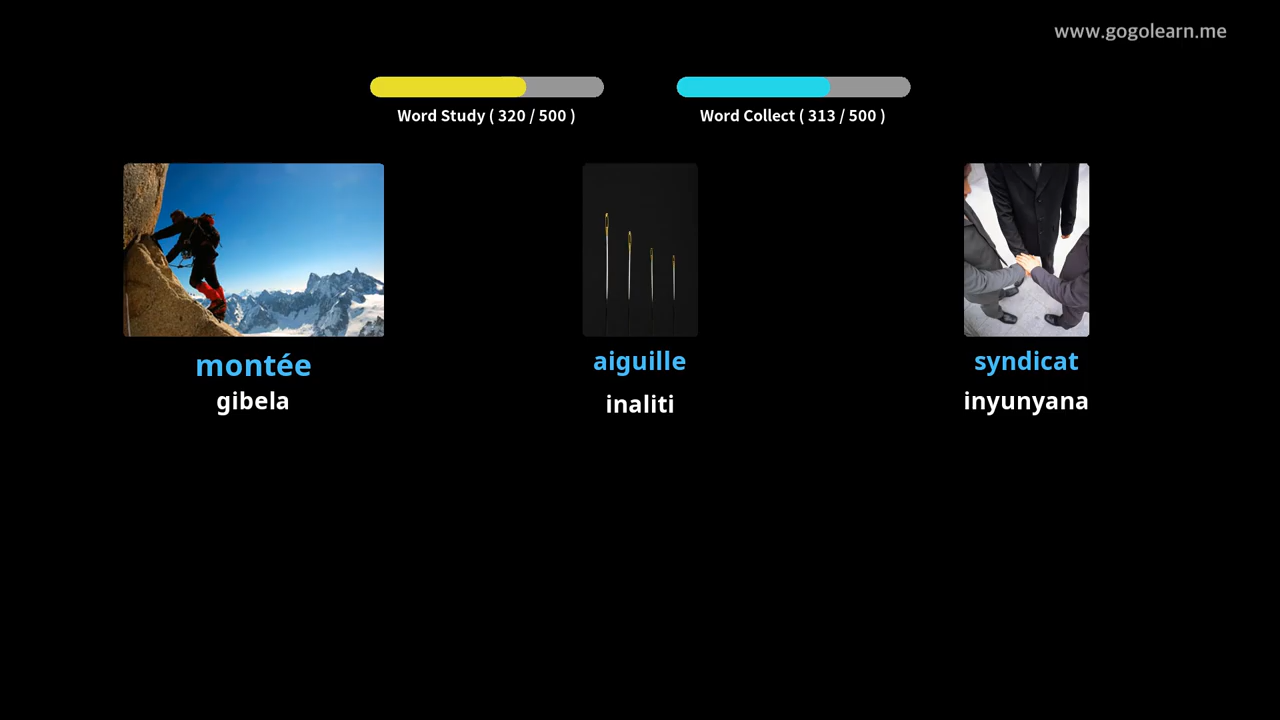 www.gogolearn.me
Word Study ( 320 / 500 )
Word Collect ( 313 / 500 )
montée
aiguille
syndicat
gibela
inaliti
inyunyana